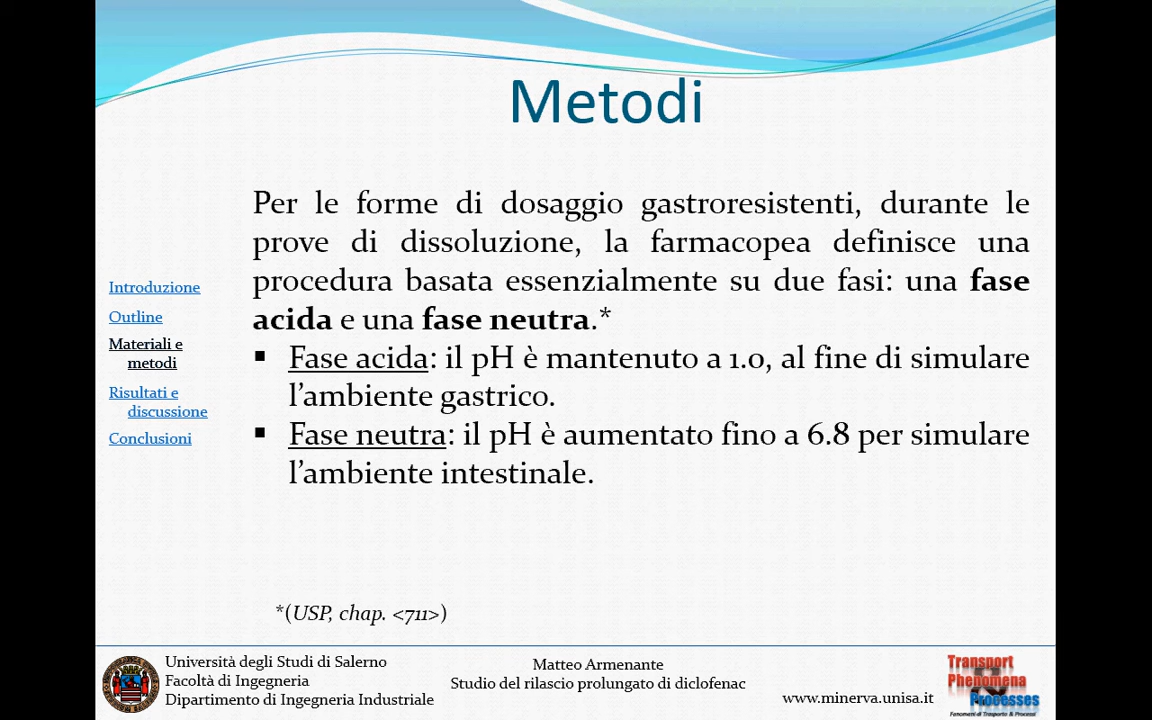 Metodi
Per le forme di dosaggio gastroresistenti, durante le
prove di dissoluzione, la farmacopea definisce una
procedura basata essenzialmente su due fasi: una fase
acida e una fase neutra.*
▪ Fase acida: il pH è mantenuto a 1.0, al fine di simulare
l’ambiente gastrico.
▪ Fase neutra: il pH è aumentato fino a 6.8 per simulare
l’ambiente intestinale.
*(USP, chap. <711>)
Introduzione
Outline
Materiali e
metodi
Risultati e
discussione
Conclusioni
Università degli Studi di Salerno
Facoltà di Ingegneria
Dipartimento di Ingegneria Industriale
Matteo Armenante
Studio del rilascio prolungato di diclofenac
www.minerva.unisa.it
Transport
Phenomena
Processes
Fenomeni di Trasporto & Processi